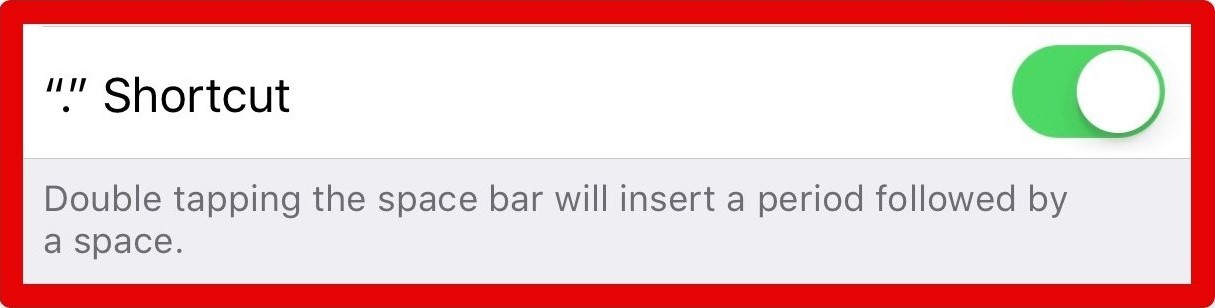 “.” Shortcut
Double tapping the space bar will insert a period followed by
a space.